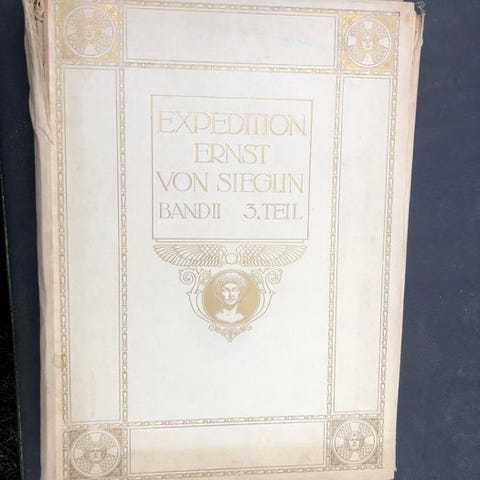 EXPEDITION
ERNST
VON SIEGLIN
BAND II 3. TEIL